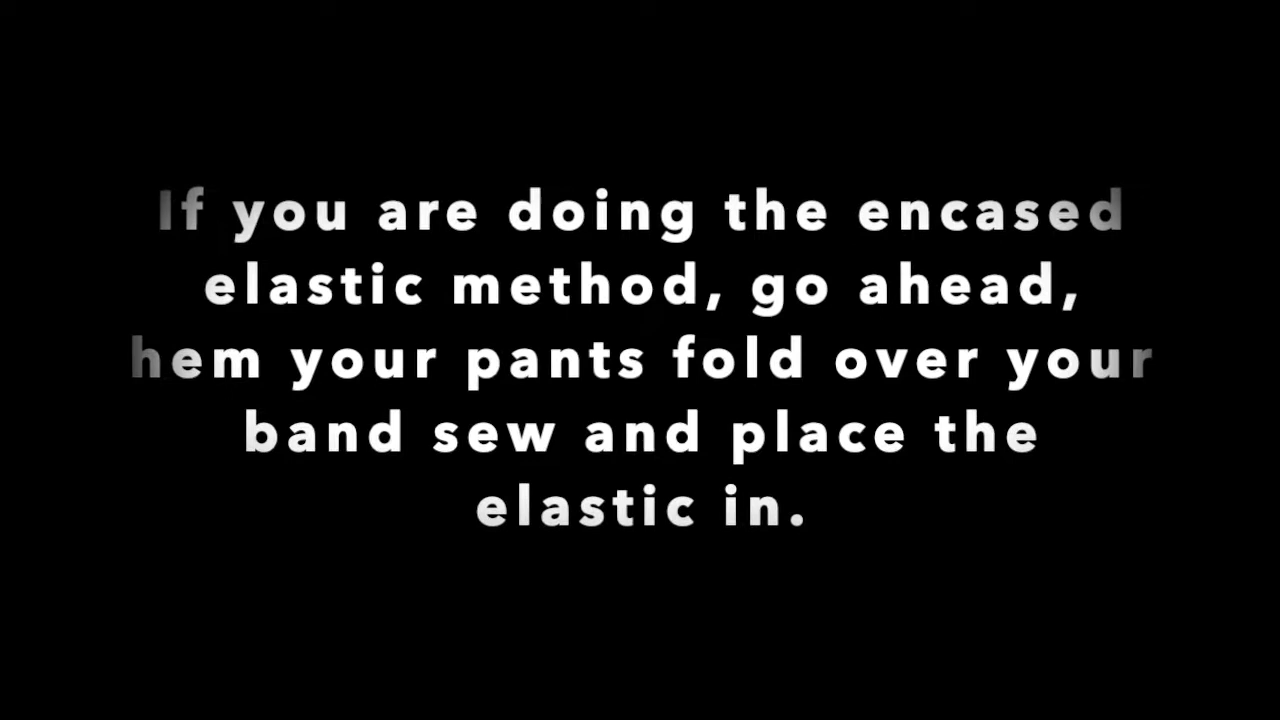 If you are doing the encased
elastic method, go ahead,
hem your pants fold over your
band sew and place the
elastic in.